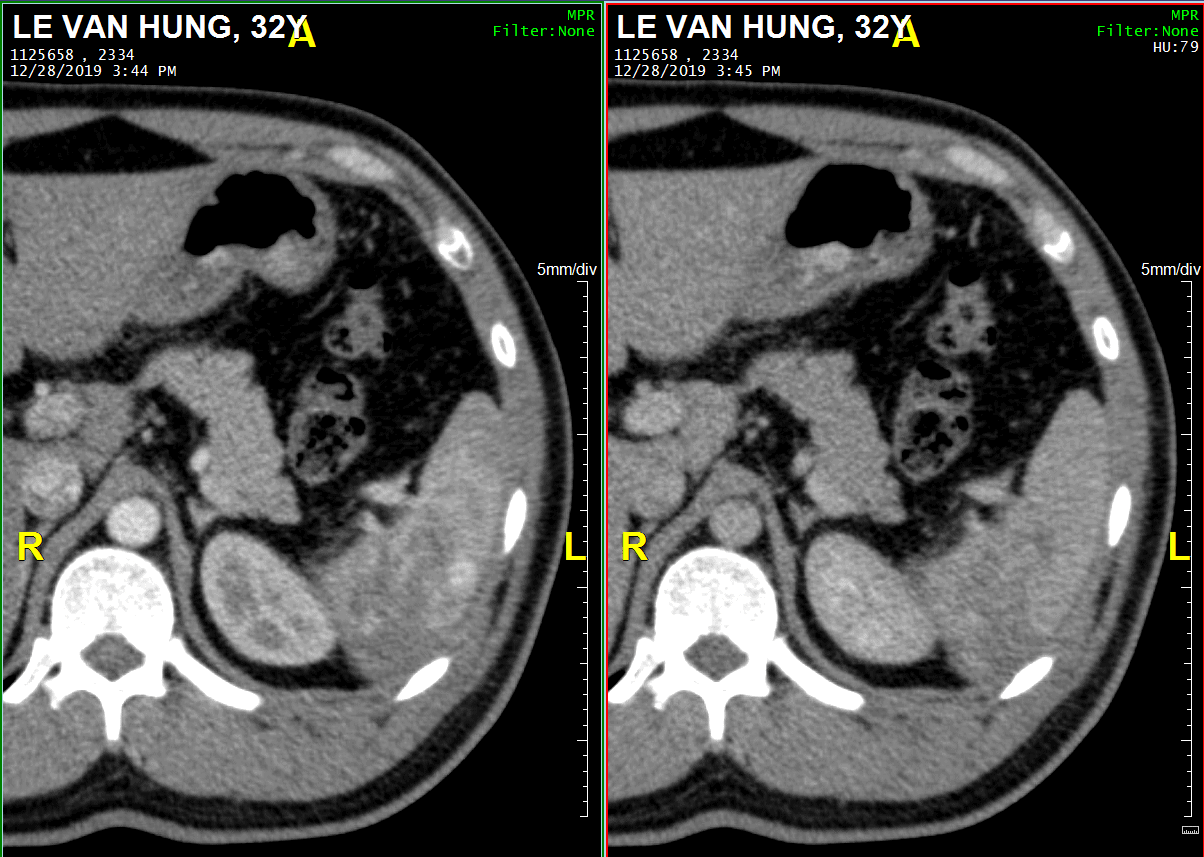 LE VAN HUNG, 32Y
A
MPR
Filter:None
1125658 , 2334
12/28/2019 3:44 PM
5mm/div
R
L
LE VAN HUNG, 32Y
A
MPR
Filter:None
HU:79
1125658 , 2334
12/28/2019 3:45 PM
5mm/div
R
L